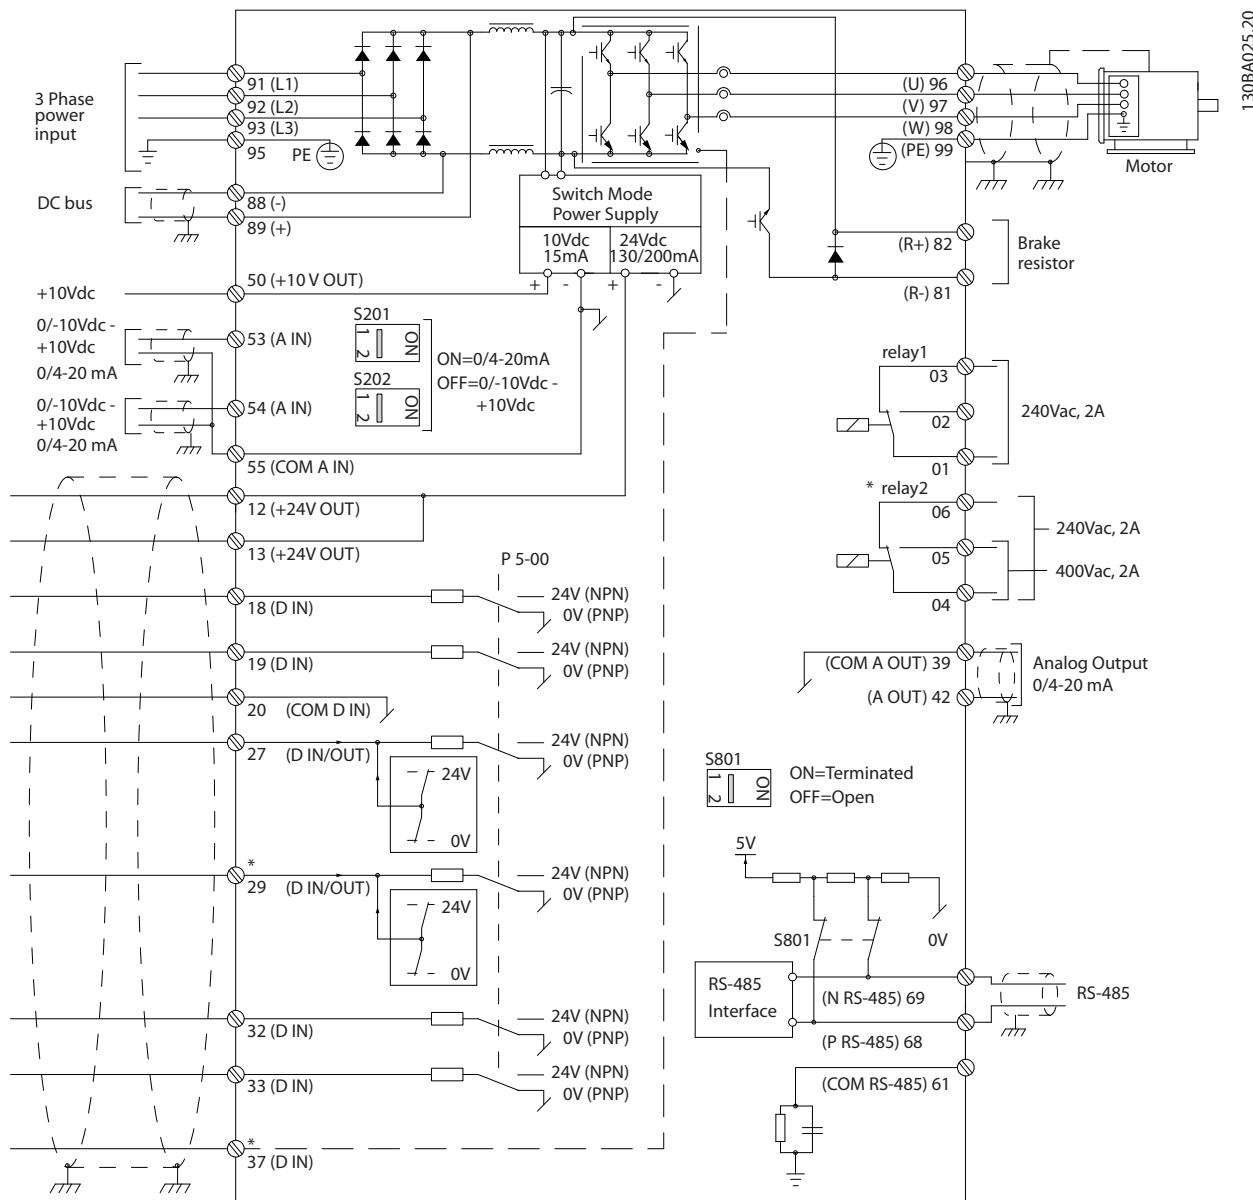 130BA025.20
3 Phase
power
input
91 (L1)
92 (L2)
93 (L3)
95
PE
DC bus
88 (-)
89 (+)
+10Vdc
50 (+10 V OUT)
0/-10Vdc -
+10Vdc
0/4-20 mA
53 (A IN)
0/-10Vdc -
+10Vdc
0/4-20 mA
54 (A IN)
55 (COM A IN)
12 (+24V OUT)
13 (+24V OUT)
18 (D IN)
19 (D IN)
20 (COM D IN)
27 (D IN/OUT)
*
29 (D IN/OUT)
32 (D IN)
33 (D IN)
*
37 (D IN)
Switch Mode
Power Supply
10Vdc
15mA
24Vdc
130/200mA
+ - + -
S201
1 2 ON
S202
1 2 ON
ON=0/4-20mA
OFF=0/-10Vdc -
+10Vdc
P 5-00
24V (NPN)
0V (PNP)
24V (NPN)
0V (PNP)
24V (NPN)
0V (PNP)
24V
0V
24V (NPN)
0V (PNP)
24V
0V
24V (NPN)
0V (PNP)
24V (NPN)
0V (PNP)
(U) 96
(V) 97
(W) 98
(PE) 99
Motor
(R+) 82
(R-) 81
Brake
resistor
relay1
03
02
01
240Vac, 2A
* relay2
06
05
04
240Vac, 2A
400Vac, 2A
(COM A OUT) 39
(A OUT) 42
Analog Output
0/4-20 mA
S801
1 2 ON
ON=Terminated
OFF=Open
5V
S801
0V
RS-485
Interface
(N RS-485) 69
(P RS-485) 68
(COM RS-485) 61
RS-485